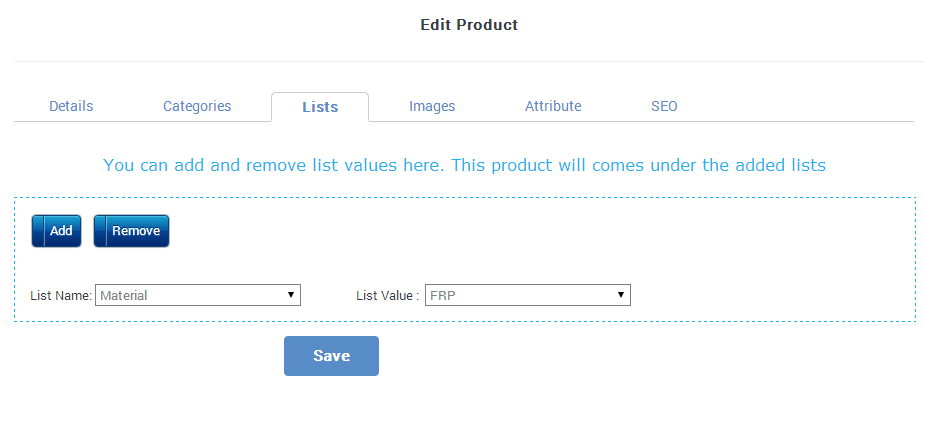 Edit Product
Details Categories Lists Images Attribute SEO
You can add and remove list values here. This product will comes under the added lists
Add Remove
List Name: Material List Value : FRP
Save